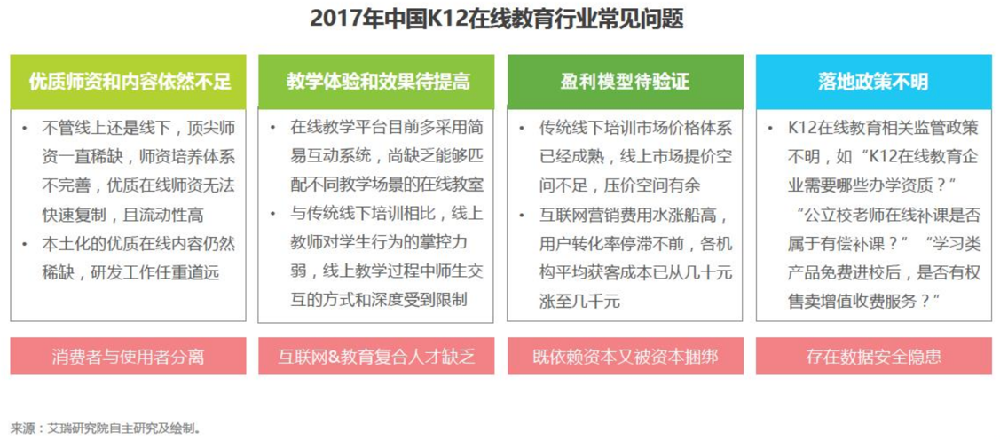 2017年中国K12在线教育行业常见问题
优质师资和内容依然不足
• 不管线上还是线下，顶尖师
资一直稀缺，师资培养体系
不完善，优质在线师资无法
快速复制，且流动性高
• 本土化的优质在线内容仍然
稀缺，研发工作任重道远
消费者与使用者分离
教学体验和效果待提高
• 在线教学平台目前多采用简
易互动系统，尚缺乏能够匹
配不同教学场景的在线教室
• 与传统线下培训相比，线上
教师对学生行为的掌控力
弱，线上教学过程中师生交
互的方式和深度受到限制
互联网&教育复合人才缺乏
盈利模型待验证
• 传统线下培训市场价格体系
已经成熟，线上市场提价空
间不足，压价空间有余
• 互联网营销费用水涨船高，
用户转化率停滞不前，各机
构平均获客成本已从几十元
涨至几千元
既依赖资本又被资本捆绑
落地政策不明
• K12在线教育相关监管政策
不明，如“K12在线教育企
业需要哪些办学资质？”
“公立校老师在线补课是否
属于有偿补课？”“学习类
产品免费进校后，是否有权
售卖增值收费服务？”
存在数据安全隐患
来源：艾瑞研究院自主研究及绘制。